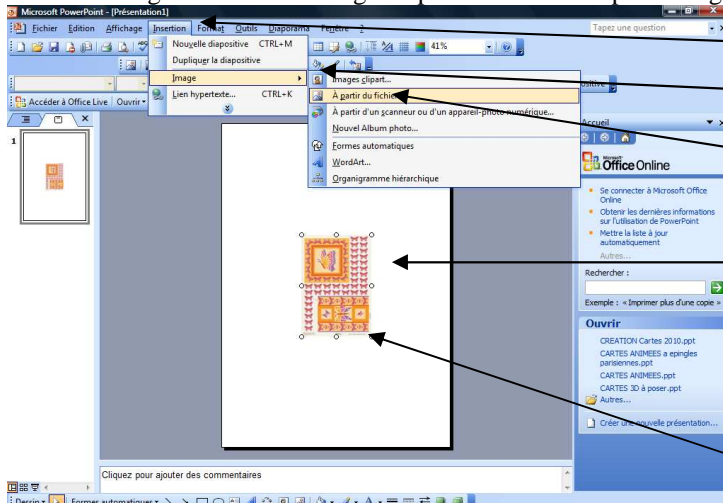 Microsoft PowerPoint - [Présentation1]
Fichier Edition Affichage Insertion Format Outils Diaporama Fenêtre ?
Tapez une question
Nouvelle diapositive CTRL+M
41%
Dupliquer la diapositive
Image
Images clipart...
Lien hypertexte... CTRL+K
À partir du fichier
Accéder à Office Live Ouvrir
À partir d'un scanneur ou d'un appareil-photo numérique...
Nouvel Album photo...
Formes automatiques
WordArt...
Organigramme hiérarchique
1
Accueil
Microsoft
Office Online
Se connecter à Microsoft Office
Online
Obtenir les dernières informations
sur l'utilisation de PowerPoint
Mettre la liste à jour
automatiquement
Autres...
Rechercher :
Exemple : « Imprimer plus d'une copie »
Ouvrir
CREATION Cartes 2010.ppt
CARTES ANIMEES a epingles
parisiennes.ppt
CARTES ANIMEES.ppt
CARTES 3D à poser.ppt
Autres...
Créer une nouvelle présentation...
Cliquez pour ajouter des commentaires
Dessin Formes automatiques